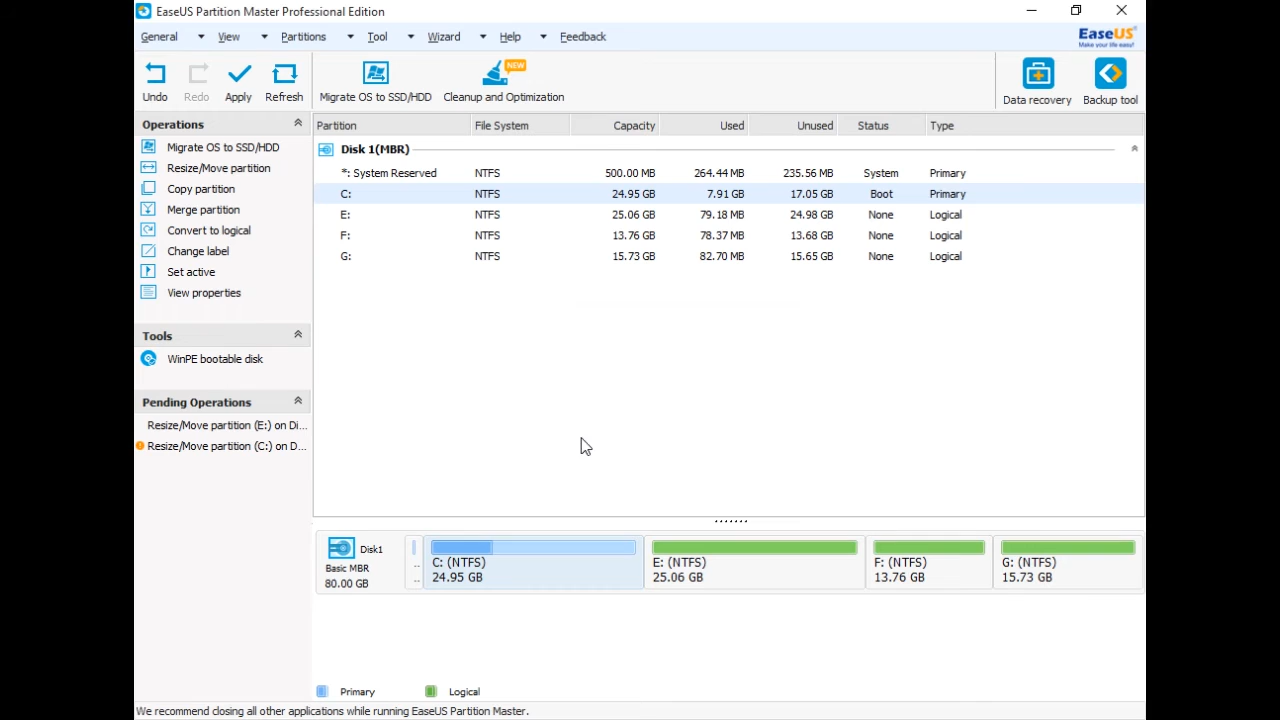 EaseUS Partition Master Professional Edition
General View Partitions Tool Wizard Help Feedback
EaseUS
Make your life easy!
Undo Redo Apply Refresh Migrate OS to SSD/HDD NEW Cleanup and Optimization Data recovery Backup tool
Operations
Migrate OS to SSD/HDD
Resize/Move partition
Copy partition
Merge partition
Convert to logical
Change label
Set active
View properties
Tools
WinPE bootable disk
Pending Operations
Resize/Move partition (E:) on Di...
Resize/Move partition (C:) on D...
Partition File System Capacity Used Unused Status Type
Disk 1(MBR)
*: System Reserved NTFS 500.00 MB 264.44 MB 235.56 MB System Primary
C: NTFS 24.95 GB 7.91 GB 17.05 GB Boot Primary
E: NTFS 25.06 GB 79.18 MB 24.98 GB None Logical
F: NTFS 13.76 GB 78.37 MB 13.68 GB None Logical
G: NTFS 15.73 GB 82.70 MB 15.65 GB None Logical
Disk1
Basic MBR
80.00 GB
..
..
C: (NTFS)
24.95 GB
E: (NTFS)
25.06 GB
F: (NTFS)
13.76 GB
G: (NTFS)
15.73 GB
Primary Logical
We recommend closing all other applications while running EaseUS Partition Master.